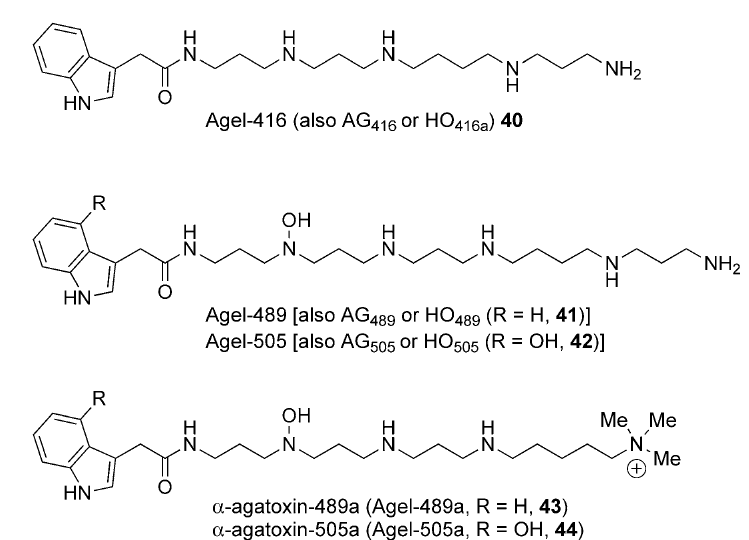 H
N
H
N
H
N
HN
O
N
H
NH2
Agel-416 (also AG416 or HO416a) 40
R
OH
H
N
N
H
N
H
N
HN
O
N
H
NH2
Agel-489 [also AG489 or HO489 (R = H, 41)]
Agel-505 [also AG505 or HO505 (R = OH, 42)]
R
OH
Me Me
H
N
N
H
N
H
N
N
Me
+
HN
O
α-agatoxin-489a (Agel-489a, R = H, 43)
α-agatoxin-505a (Agel-505a, R = OH, 44)